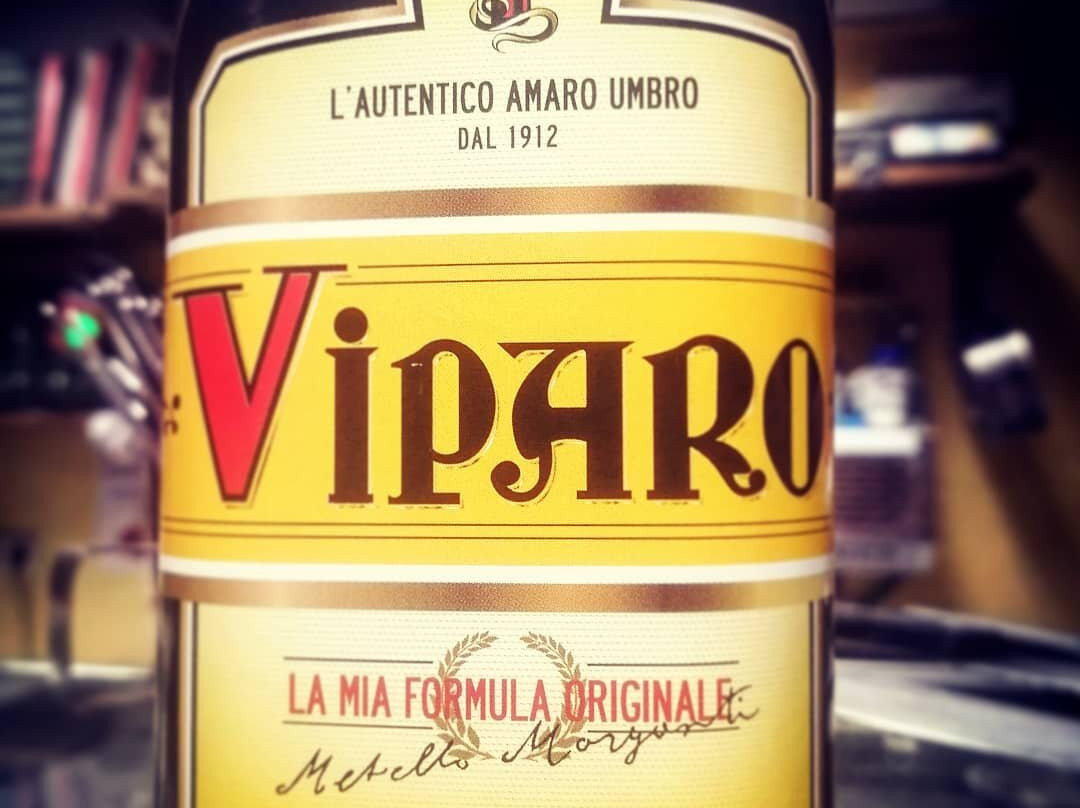 L'AUTENTICO AMARO UMBRO
DAL 1912
ViPARO
LA MIA FORMULA ORIGINALE
Metello Morganti